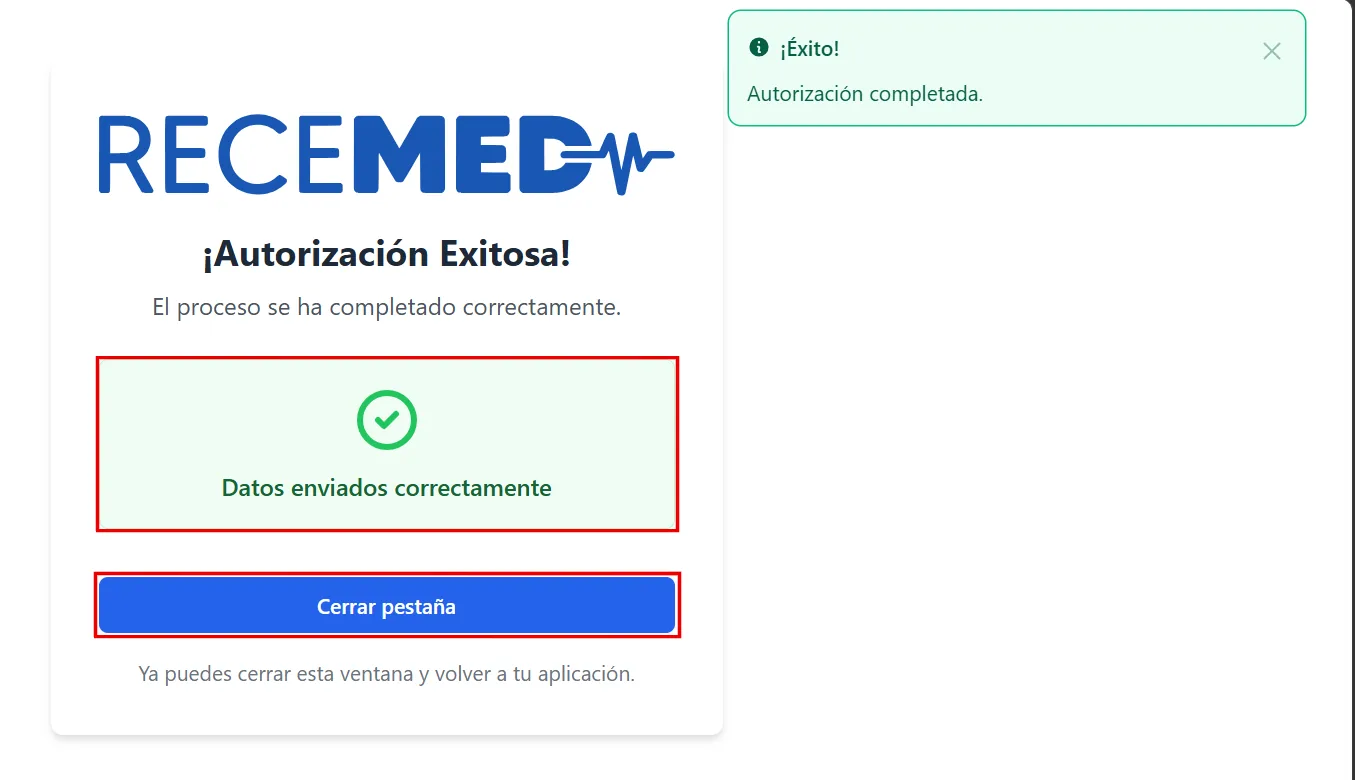 RECEMED
¡Autorización Exitosa!
El proceso se ha completado correctamente.
Datos enviados correctamente
Cerrar pestaña
Ya puedes cerrar esta ventana y volver a tu aplicación.
¡Éxito!
Autorización completada.